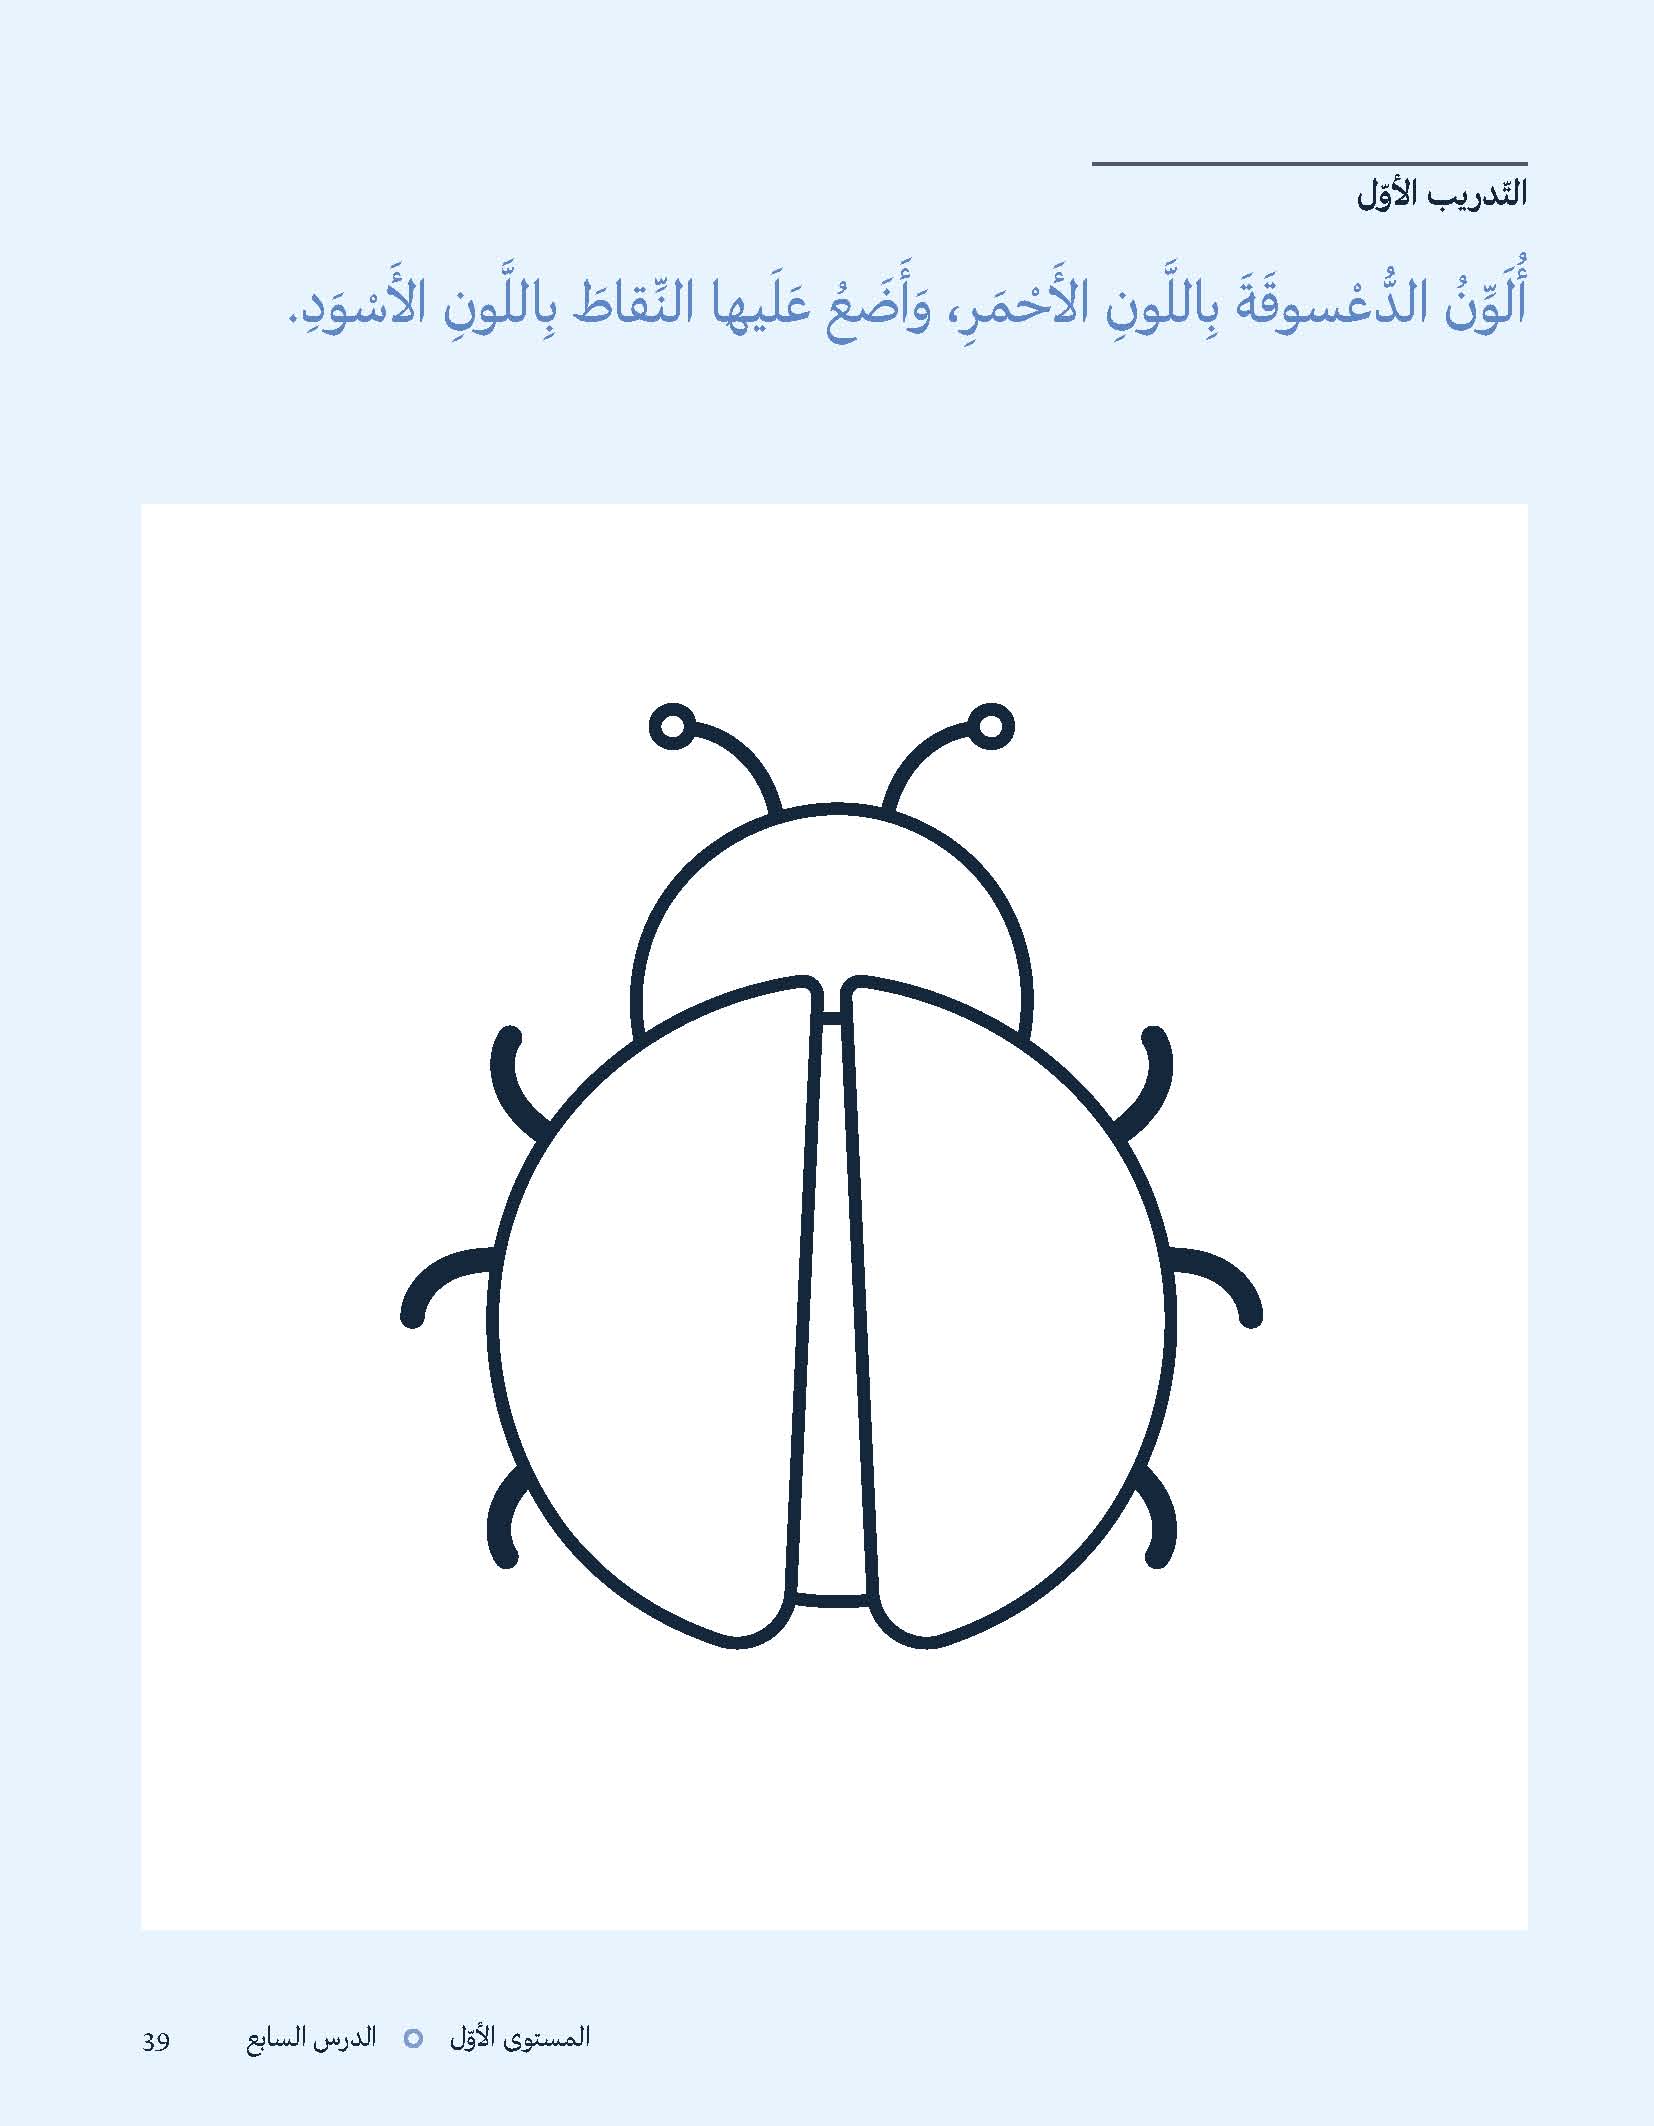 التّدريب الأوّل
أُلَوِّنُ الدُّعْسوقَةَ بِاللَّونِ الأَحْمَرِ، وَأَضَعُ عَلَيها النِّقاطَ بِاللَّونِ الأَسْوَدِ.
المستوى الأوّل الدرس السابع 39